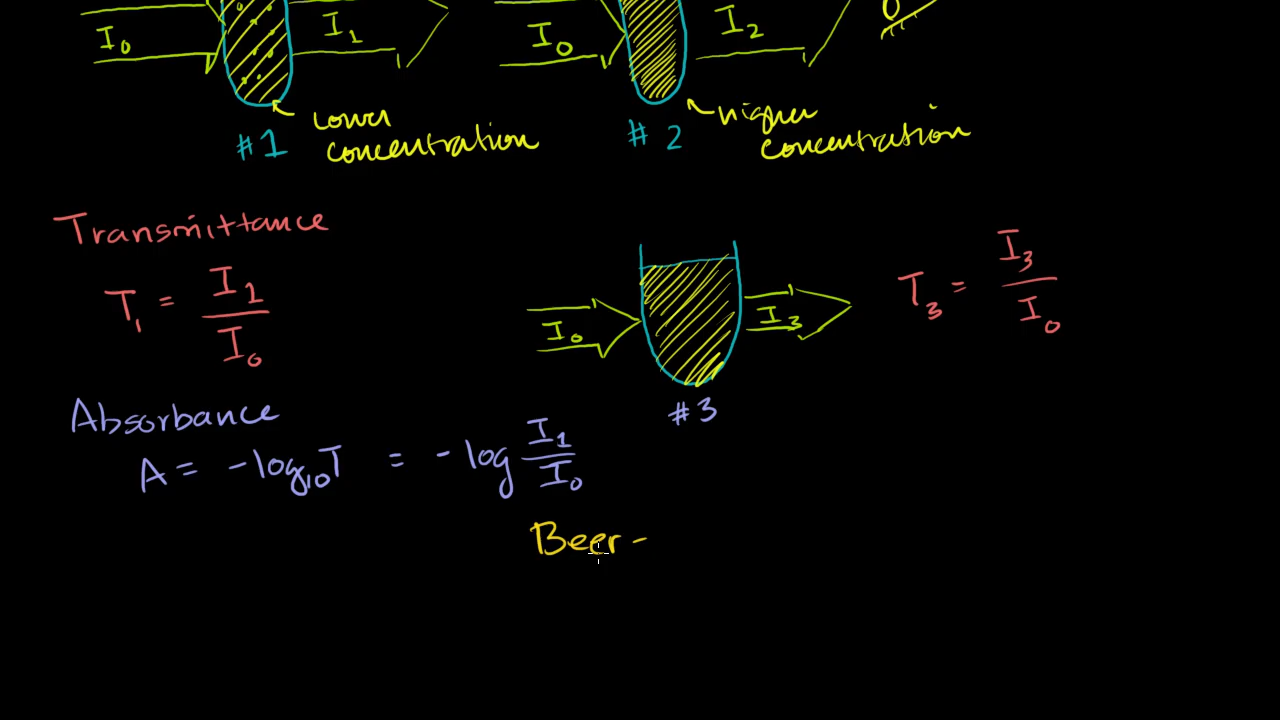 I₀ I₁ I₀ I₂ 0
lower concentration
#1
higher concentration
#2
Transmittance
T₁ = I₁/I₀
I₀ I₃
#3
T₃ = I₃/I₀
Absorbance
A = -log₁₀T = -log I₁/I₀
Beer -